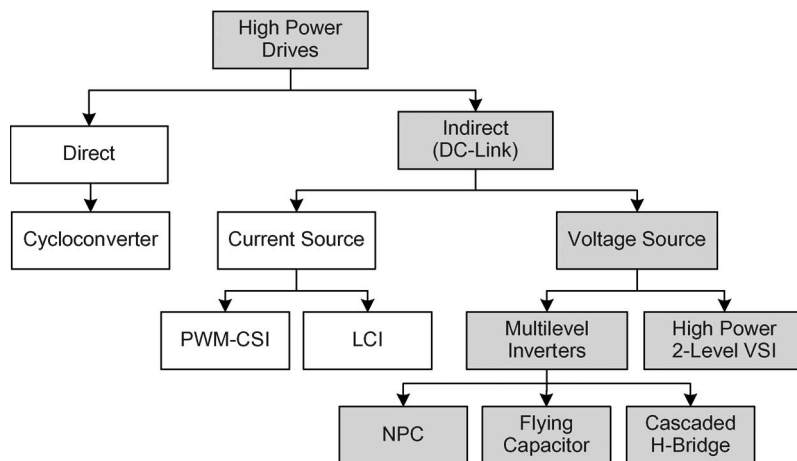 High Power
Drives
Direct
Indirect
(DC-Link)
Cycloconverter
Current Source
Voltage Source
PWM-CSI
LCI
Multilevel
Inverters
High Power
2-Level VSI
NPC
Flying
Capacitor
Cascaded
H-Bridge